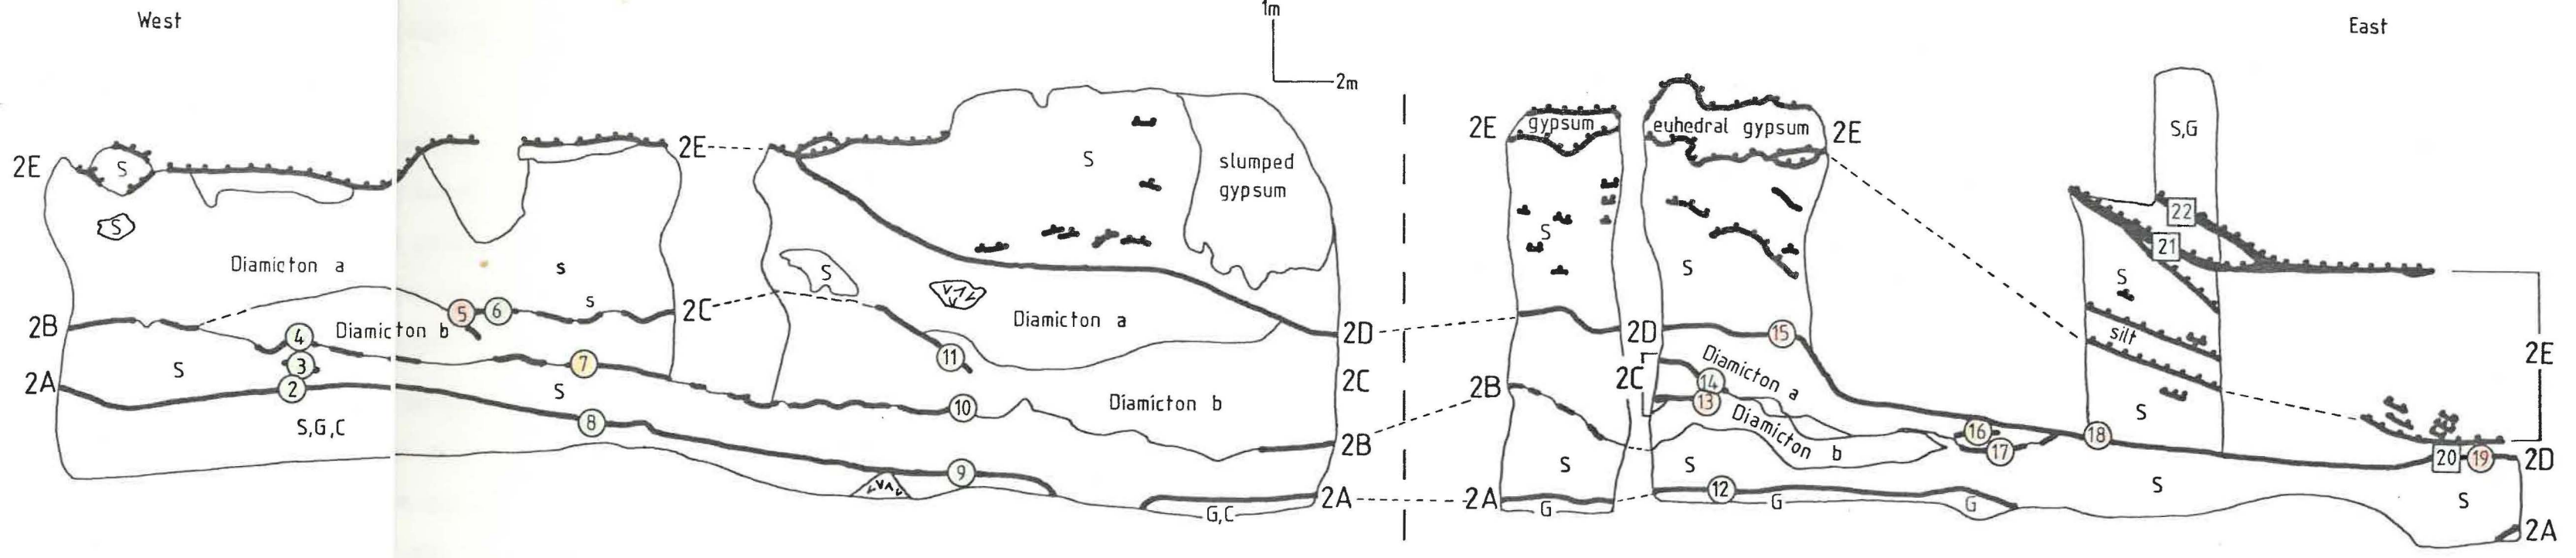 West
1m
2m
East
2E
S
S
Diamicton a
2B
4
3
2
S
2A
S,G,C
5
6
Diamicton b
7
S
8
s
s
2E
2C
S
V
Diamicton a
11
10
9
Diamicton b
S
slumped gypsum
2D
2C
2B
2A
G,C
2E
gypsum
euhedral gypsum
2E
S
S
2D
15
2C
Diamicton a
14
13
Diamicton b
2B
S
S
12
2A
G
G
G
16
17
18
S,G
22
21
S
silt
S
S
2E
20
19
2D
S
2A